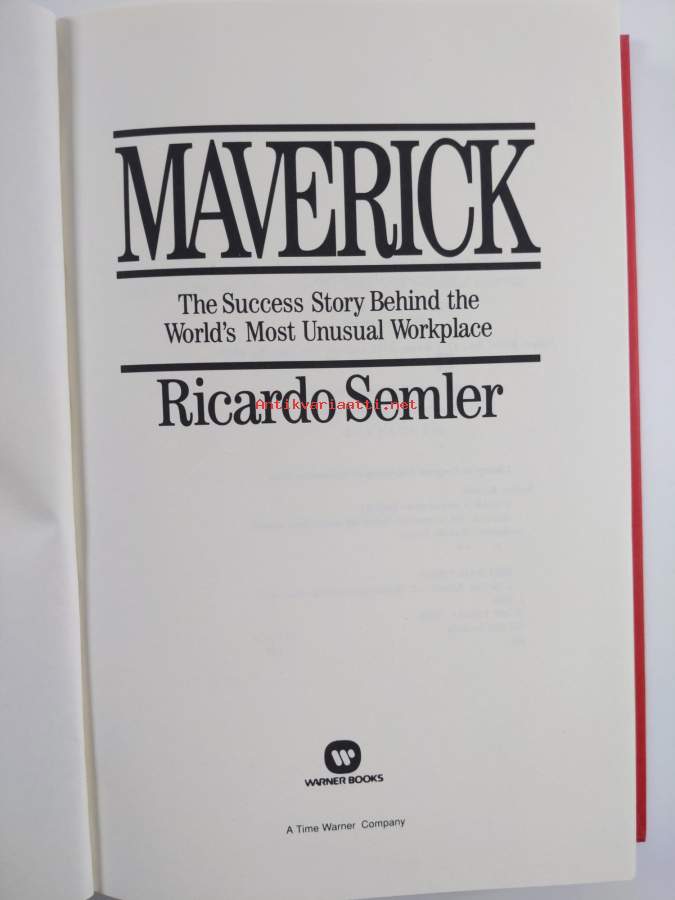 MAVERICK
The Success Story Behind the
World's Most Unusual Workplace
Ricardo Semler
Antikvariaatti.net
WARNER BOOKS
A Time Warner Company